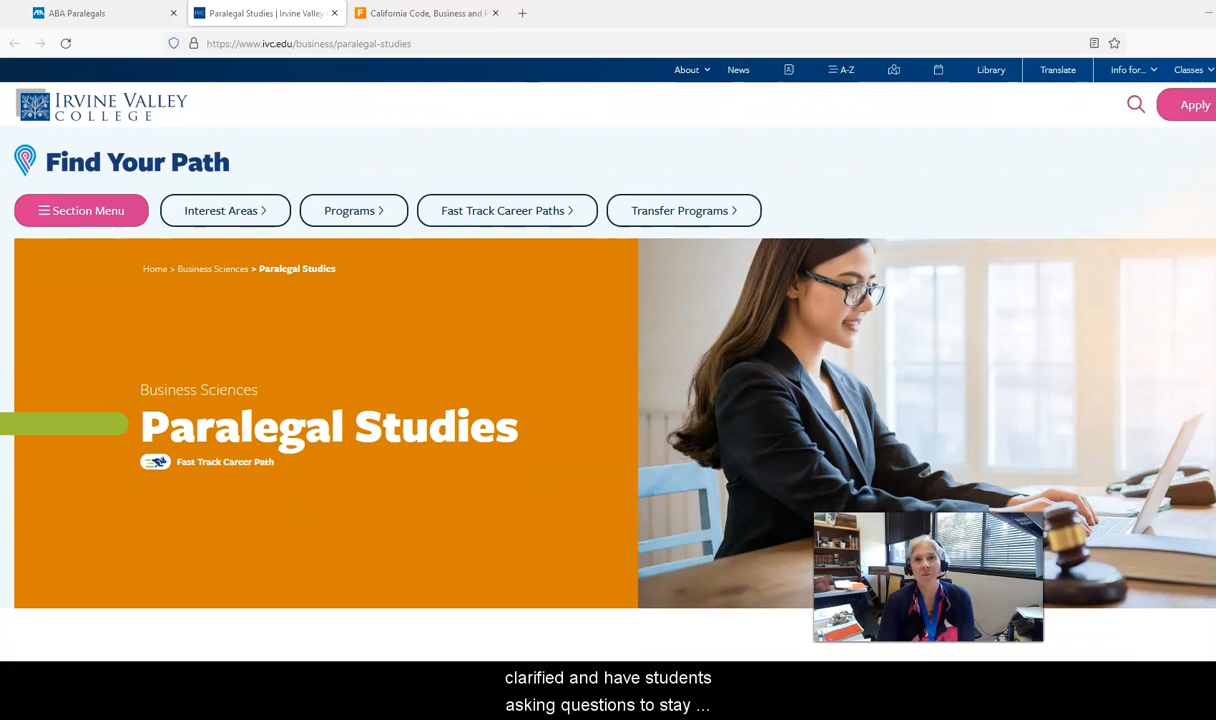 ABA Paralegals
Paralegal Studies | Irvine Valley
California Code, Business and P
https://www.ivc.edu/business/paralegal-studies
About News A-Z Library Translate Info for... Classes
IRVINE VALLEY
COLLEGE
Apply
Find Your Path
Section Menu Interest Areas Programs Fast Track Career Paths Transfer Programs
Home > Business Sciences > Paralegal Studies
Business Sciences
Paralegal Studies
Fast Track Career Path
clarified and have students
asking questions to stay ...